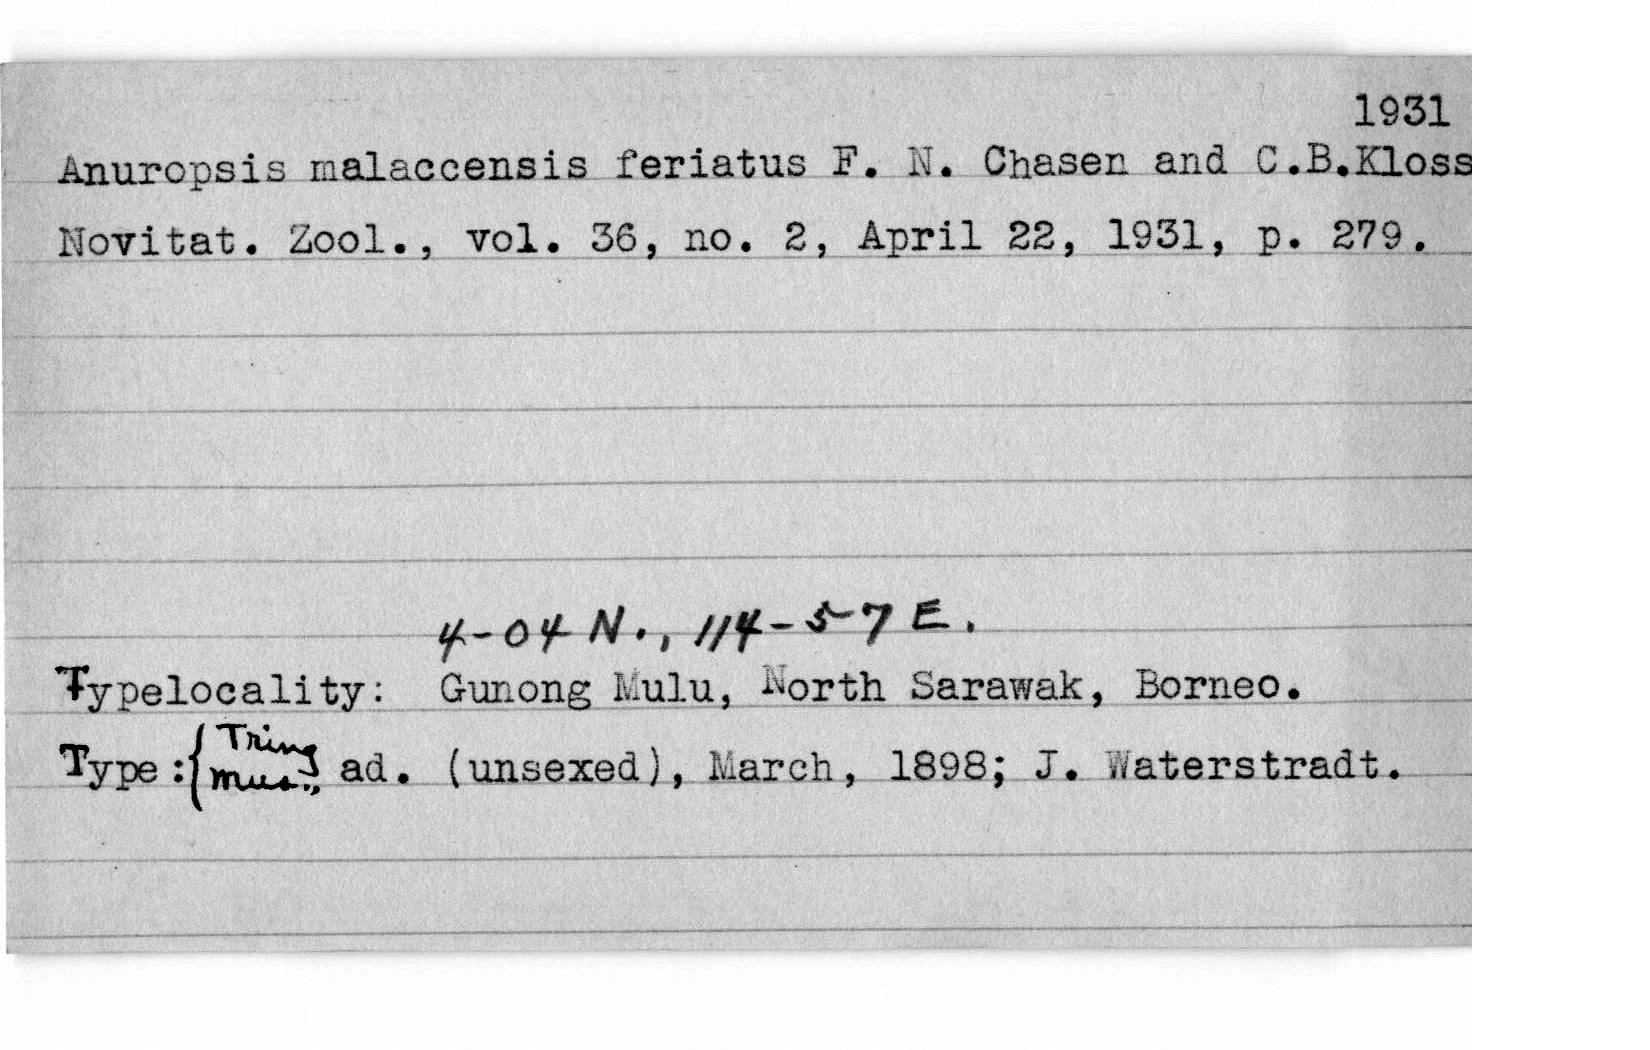 1931
Anuropsis malaccensis feriatus F. N. Chasen and C.B.Kloss
Novitat. Zool., vol. 36, no. 2, April 22, 1931, p. 279.
4-04 N., 114-57 E.
Typelocality: Gunong Mulu, North Sarawak, Borneo.
Type:{Tring Mus.,} ad. (unsexed), March, 1898; J. Waterstradt.